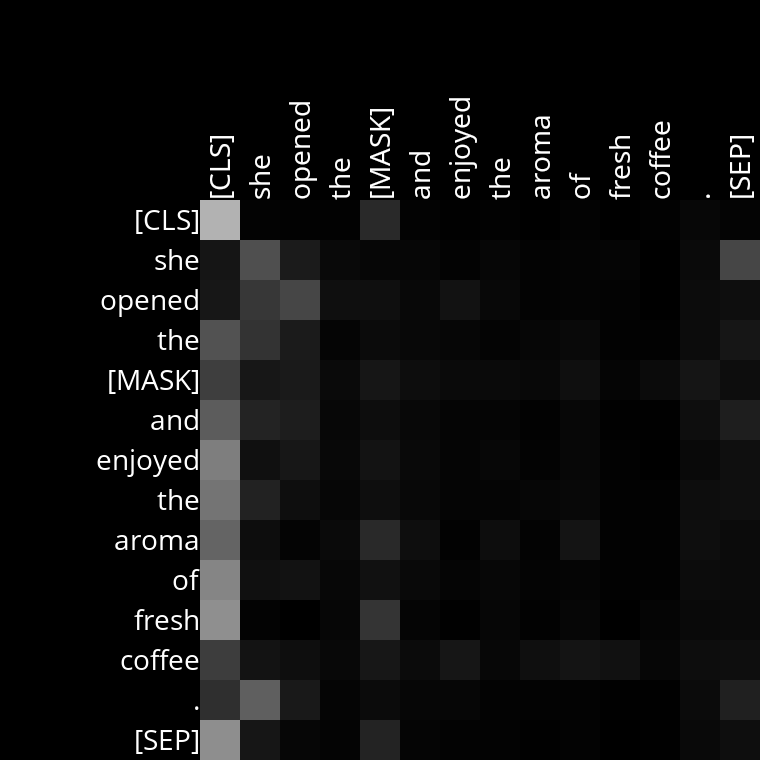 [CLS] she opened the [MASK] and enjoyed the aroma of fresh coffee . [SEP]
[CLS]
she
opened
the
[MASK]
and
enjoyed
the
aroma
of
fresh
coffee
.
[SEP]